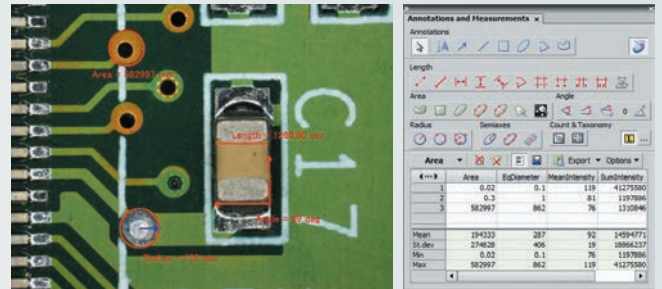 Area = 582997
C17
Length = 1260.50
Angle = 90 deg
Radius =
Annotations and Measurements ×
Annotations
Length
Area
Angle
Radius
Semiaxes
Count & Taxonomy
Area
Export
Options
Area EqDiameter MeanIntensity SumIntensity
1 0.02 0.1 119 41275580
2 0.3 1 81 1197886
3 582997 862 76 1310846
Mean 194333 287 92 14594771
St.dev 274828 406 19 18866237
Min 0.02 0.1 76 1197886
Max 582997 862 119 41275580